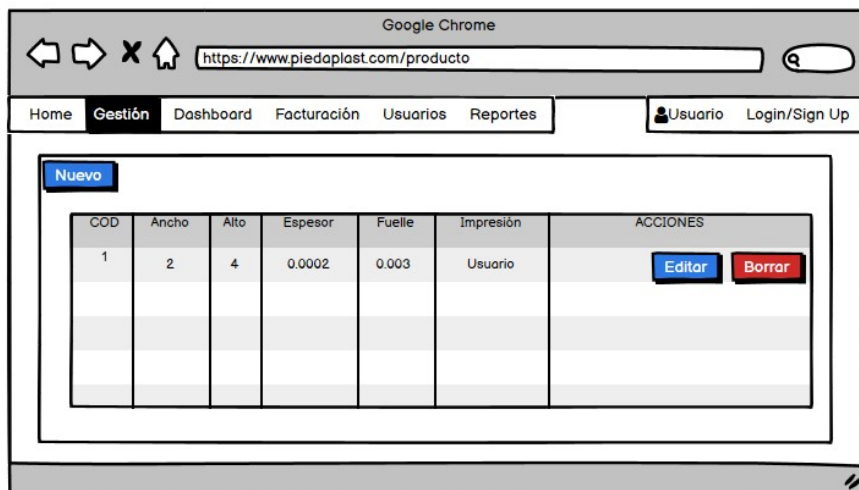 Google Chrome
https://www.piedaplast.com/producto
Home Gestión Dashboard Facturación Usuarios Reportes Usuario Login/Sign Up
Nuevo
COD Ancho Alto Espesor Fuelle Impresión ACCIONES
1 2 4 0.0002 0.003 Usuario Editar Borrar